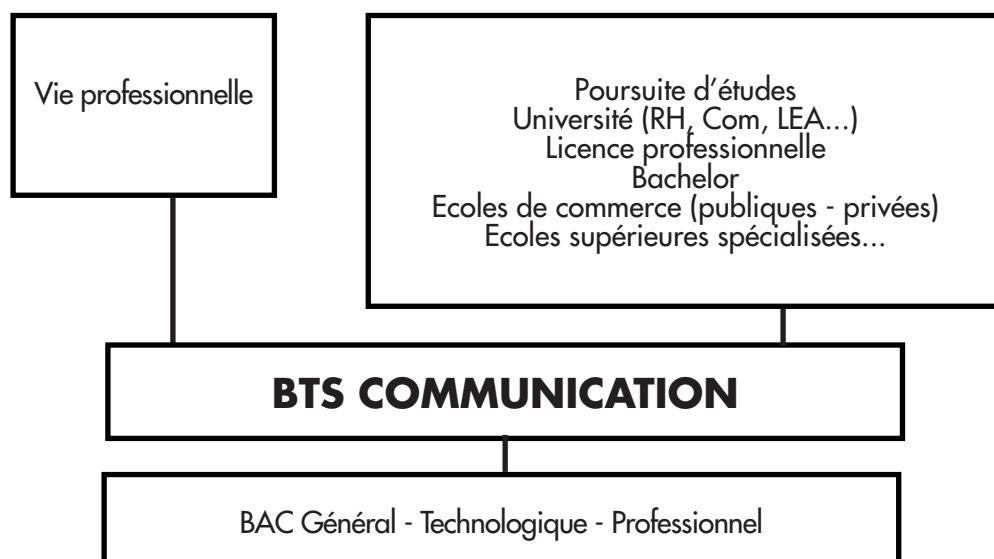 Vie professionnelle
Poursuite d'études
Université (RH, Com, LEA...)
Licence professionnelle
Bachelor
Ecoles de commerce (publiques - privées)
Ecoles supérieures spécialisées...
BTS COMMUNICATION
BAC Général - Technologique - Professionnel